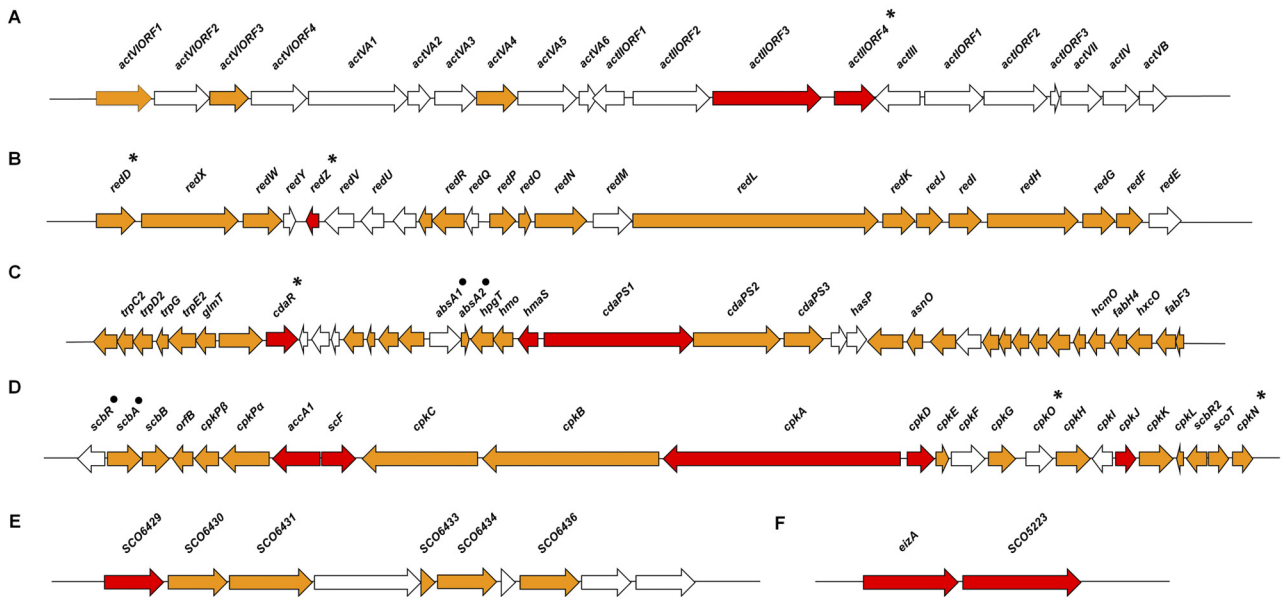 A
actVIORF1 actVIORF2 actVIORF3 actVIORF4 actVA1 actVA2 actVA3 actVA4 actVA5 actVA6 actIIORF1 actIIORF2 actIIORF3 actIIORF4 * actIII actIORF1 actIORF2 actIORF3 actVII actIV actVB
B
redD * redX redW redY redZ * redV redU redR redQ redP redO redN redM redL redK redJ redI redH redG redF redE
C
trpC2 trpD2 trpG trpE2 glmT cdaR * absA1 • absA2 • hpgT hmo hmaS cdaPS1 cdaPS2 cdaPS3 hasP asnO hcmO fabH4 hxcO fabF3
D
scbR • scbA • scbB orfB cpkPβ cpkPα accA1 scF cpkC cpkB cpkA cpkD cpkE cpkF cpkG cpkO * cpkH cpkI cpkJ cpkK cpkL scbR2 scoT cpkN *
E
SCO6429 SCO6430 SCO6431 SCO6433 SCO6434 SCO6436
F
eizA SCO5223